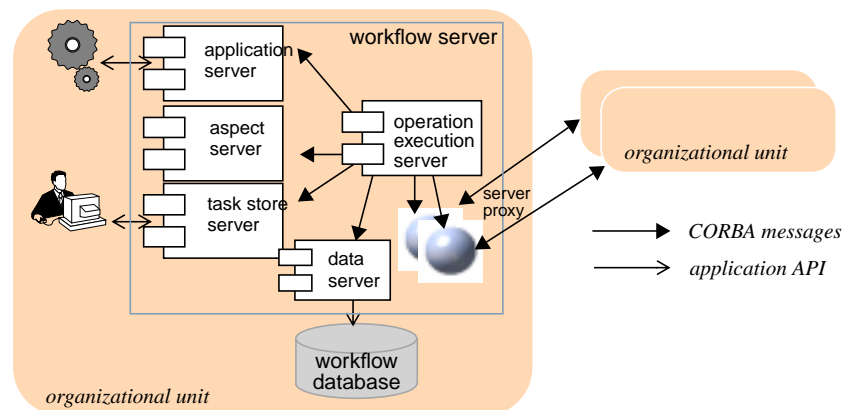 workflow server
application
server
operation
execution
server
aspect
server
task store
server
server
proxy
data
server
workflow
database
organizational unit
organizational unit
CORBA messages
application API